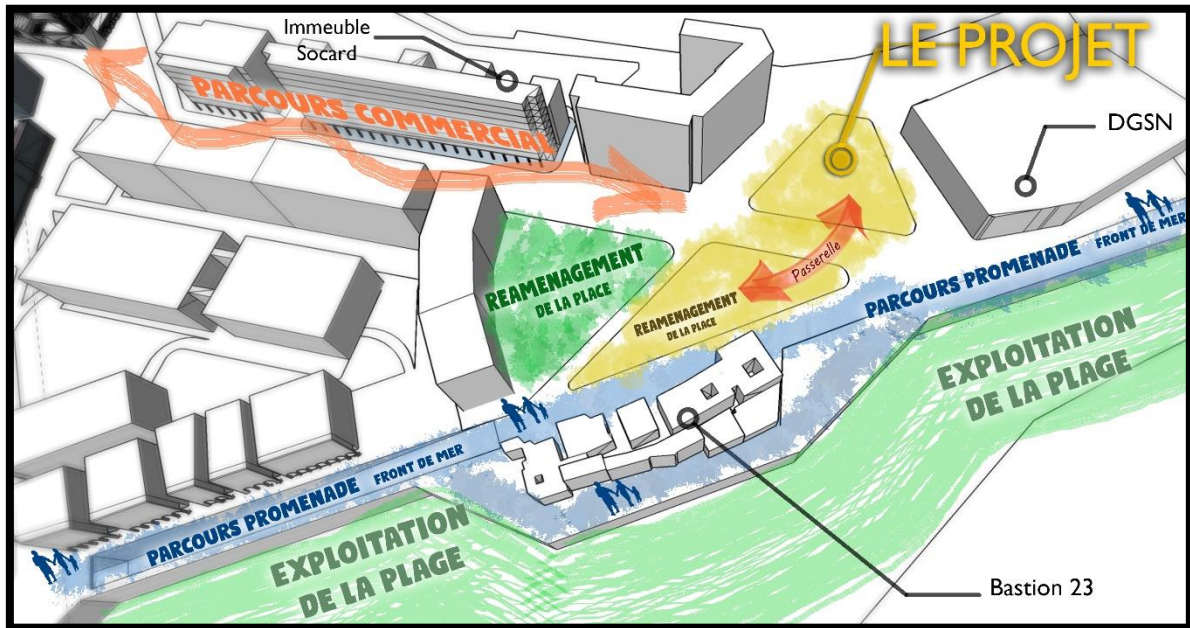 Immeuble
Socard
LE PROJET
PARCOURS COMMERCIAL
DGSN
REAMENAGEMENT
DE LA PLACE
Passerelle
REAMENAGEMENT
DE LA PLACE
PARCOURS PROMENADE FRONT DE MER
EXPLOITATION
DE LA PLAGE
PARCOURS PROMENADE FRONT DE MER
EXPLOITATION
DE LA PLAGE
Bastion 23